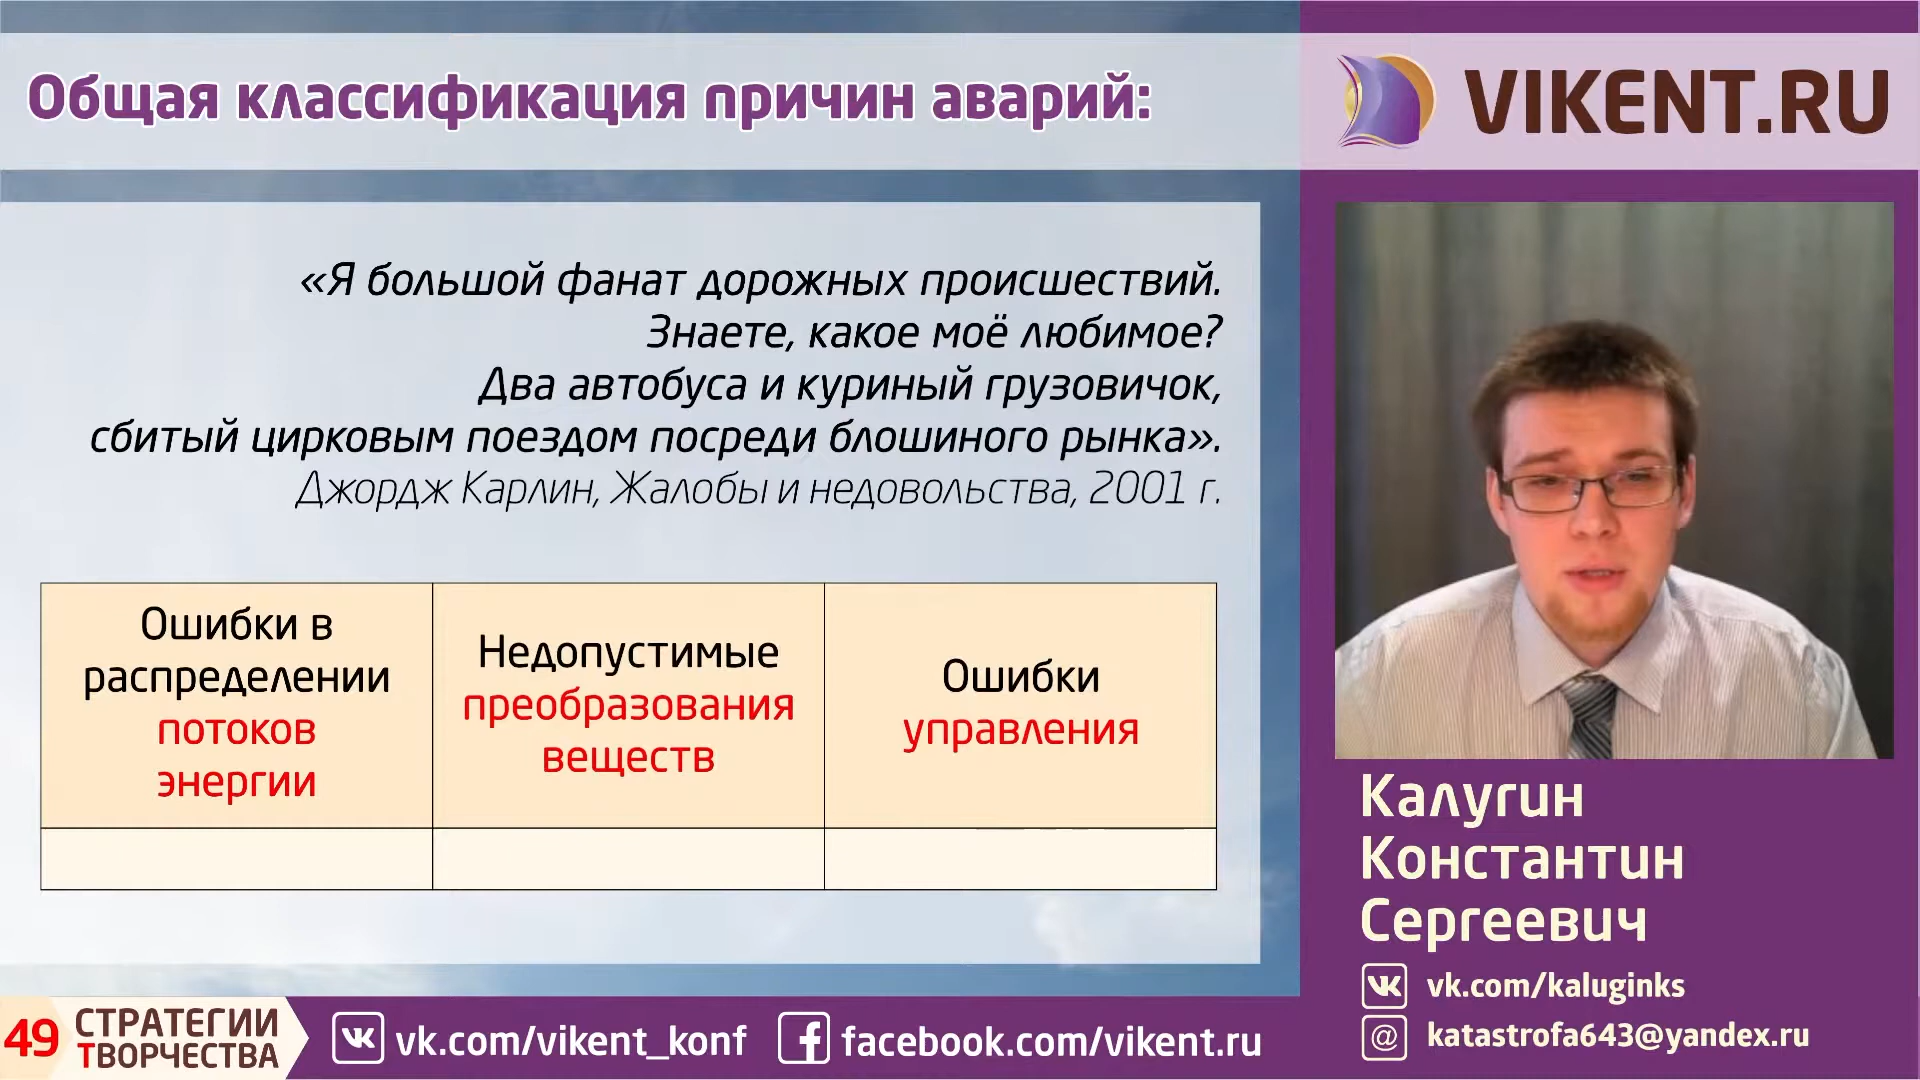 Общая классификация причин аварий:
VIKENT.RU
«Я большой фанат дорожных происшествий.
Знаете, какое моё любимое?
Два автобуса и куриный грузовичок,
сбитый цирковым поездом посреди блошиного рынка».
Джордж Карлин, Жалобы и недовольства, 2001 г.
Ошибки в
распределении
потоков
энергии
Недопустимые
преобразования
веществ
Ошибки
управления
Калугин
Константин
Сергеевич
vk.com/kaluginks
@ katastrofa643@yandex.ru
49
СТРАТЕГИИ
ТВОРЧЕСТВА
vk.com/vikent_konf
facebook.com/vikent.ru